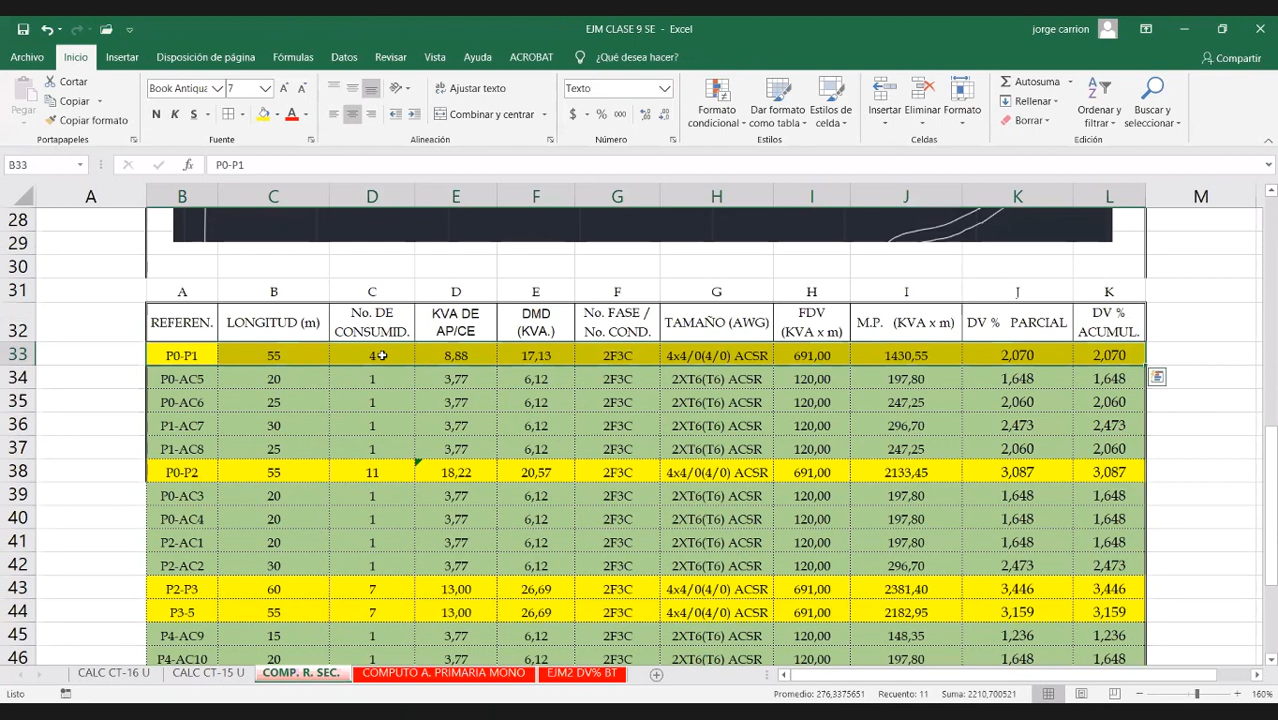 EJM CLASE 9 SE - Excel
jorge carrion
Archivo Inicio Insertar Disposición de página Fórmulas Datos Revisar Vista Ayuda ACROBAT ¿Qué desea hacer? Compartir
Pegar
Cortar
Copiar
Copiar formato
Portapapeles
Book Antiqua 7
N K S
Fuente
Ajustar texto
Combinar y centrar
Alineación
Texto
$ % 000
Número
Formato condicional
Dar formato como tabla
Estilos de celda
Estilos
Insertar Eliminar Formato
Celdas
Autosuma
Rellenar
Borrar
Ordenar y filtrar
Buscar y seleccionar
Edición
B33 fx P0-P1
A B C D E F G H I J K L M
28
29
30
31 A B C D E F G H I J K
32 REFEREN. LONGITUD (m) No. DE CONSUMID. KVA DE AP/CE DMD (KVA.) No. FASE / No. COND. TAMAÑO (AWG) FDV (KVA x m) M.P. (KVA x m) DV % PARCIAL DV % ACUMUL.
33 P0-P1 55 4 8,88 17,13 2F3C 4x4/0(4/0) ACSR 691,00 1430,55 2,070 2,070
34 P0-AC5 20 1 3,77 6,12 2F3C 2XT6(T6) ACSR 120,00 197,80 1,648 1,648
35 P0-AC6 25 1 3,77 6,12 2F3C 2XT6(T6) ACSR 120,00 247,25 2,060 2,060
36 P1-AC7 30 1 3,77 6,12 2F3C 2XT6(T6) ACSR 120,00 296,70 2,473 2,473
37 P1-AC8 25 1 3,77 6,12 2F3C 2XT6(T6) ACSR 120,00 247,25 2,060 2,060
38 P0-P2 55 11 18,22 20,57 2F3C 4x4/0(4/0) ACSR 691,00 2133,45 3,087 3,087
39 P0-AC3 20 1 3,77 6,12 2F3C 2XT6(T6) ACSR 120,00 197,80 1,648 1,648
40 P0-AC4 20 1 3,77 6,12 2F3C 2XT6(T6) ACSR 120,00 197,80 1,648 1,648
41 P2-AC1 20 1 3,77 6,12 2F3C 2XT6(T6) ACSR 120,00 197,80 1,648 1,648
42 P2-AC2 30 1 3,77 6,12 2F3C 2XT6(T6) ACSR 120,00 296,70 2,473 2,473
43 P2-P3 60 7 13,00 26,69 2F3C 4x4/0(4/0) ACSR 691,00 2381,40 3,446 3,446
44 P3-5 55 7 13,00 26,69 2F3C 4x4/0(4/0) ACSR 691,00 2182,95 3,159 3,159
45 P4-AC9 15 1 3,77 6,12 2F3C 2XT6(T6) ACSR 120,00 148,35 1,236 1,236
46 P4-AC10 20 1 3,77 6,12 2F3C 2XT6(T6) ACSR 120,00 197,80 1,648 1,648
CALC CT-16 U CALC CT-15 U COMP. R. SEC. COMPUTO A. PRIMARIA MONO EJM2 DV% BT
Listo Promedio: 276,3375651 Recuento: 11 Suma: 2210,700521 160%